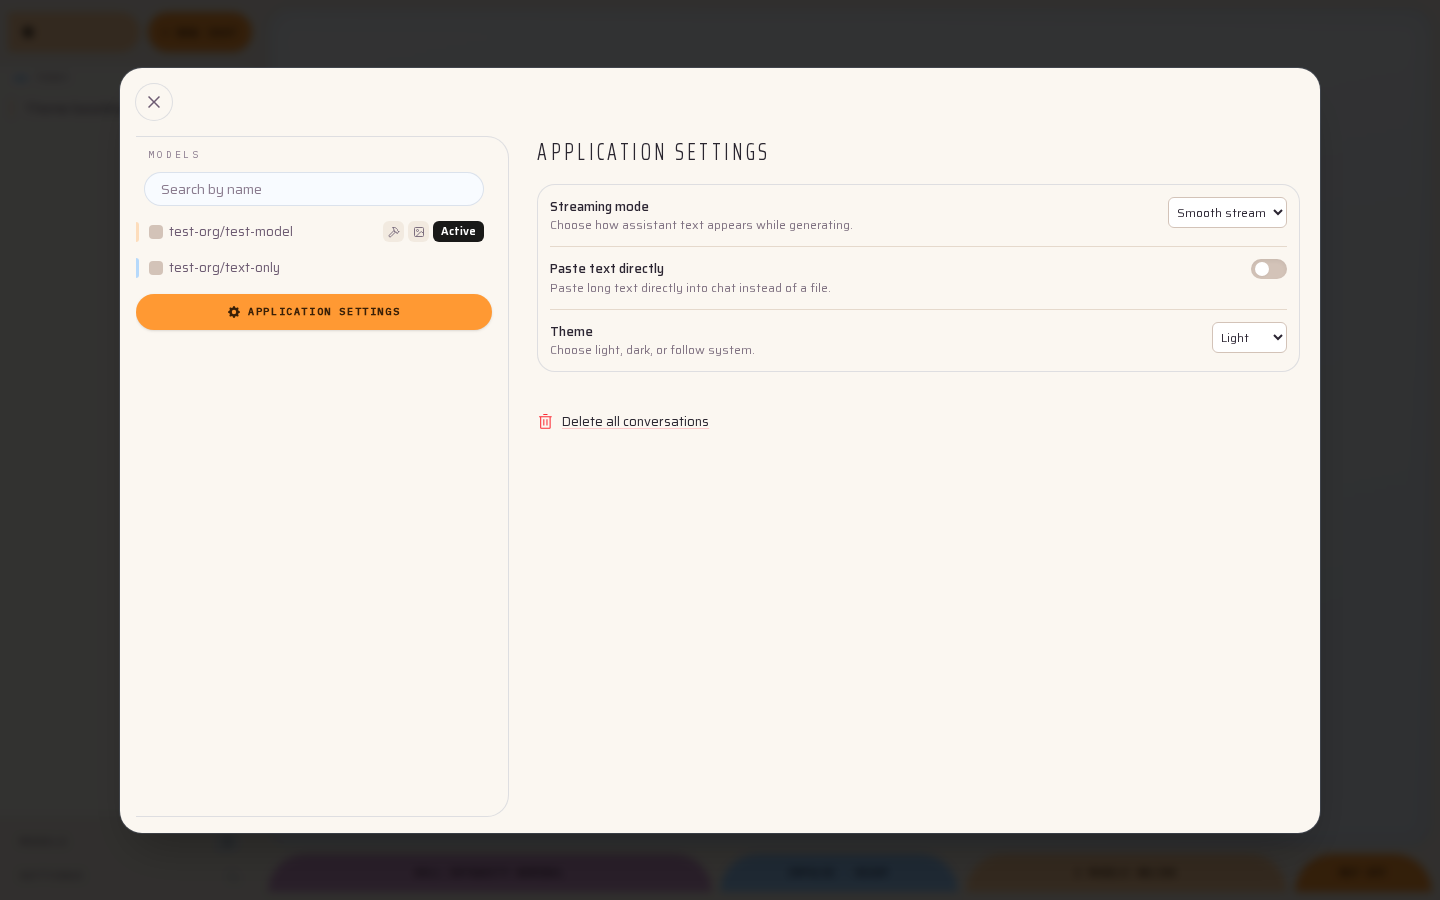 MODELS
Search by name
test-org/test-model
Active
test-org/text-only
APPLICATION SETTINGS
APPLICATION SETTINGS
Streaming mode
Choose how assistant text appears while generating.
Smooth stream
Paste text directly
Paste long text directly into chat instead of a file.
Theme
Choose light, dark, or follow system.
Light
Delete all conversations